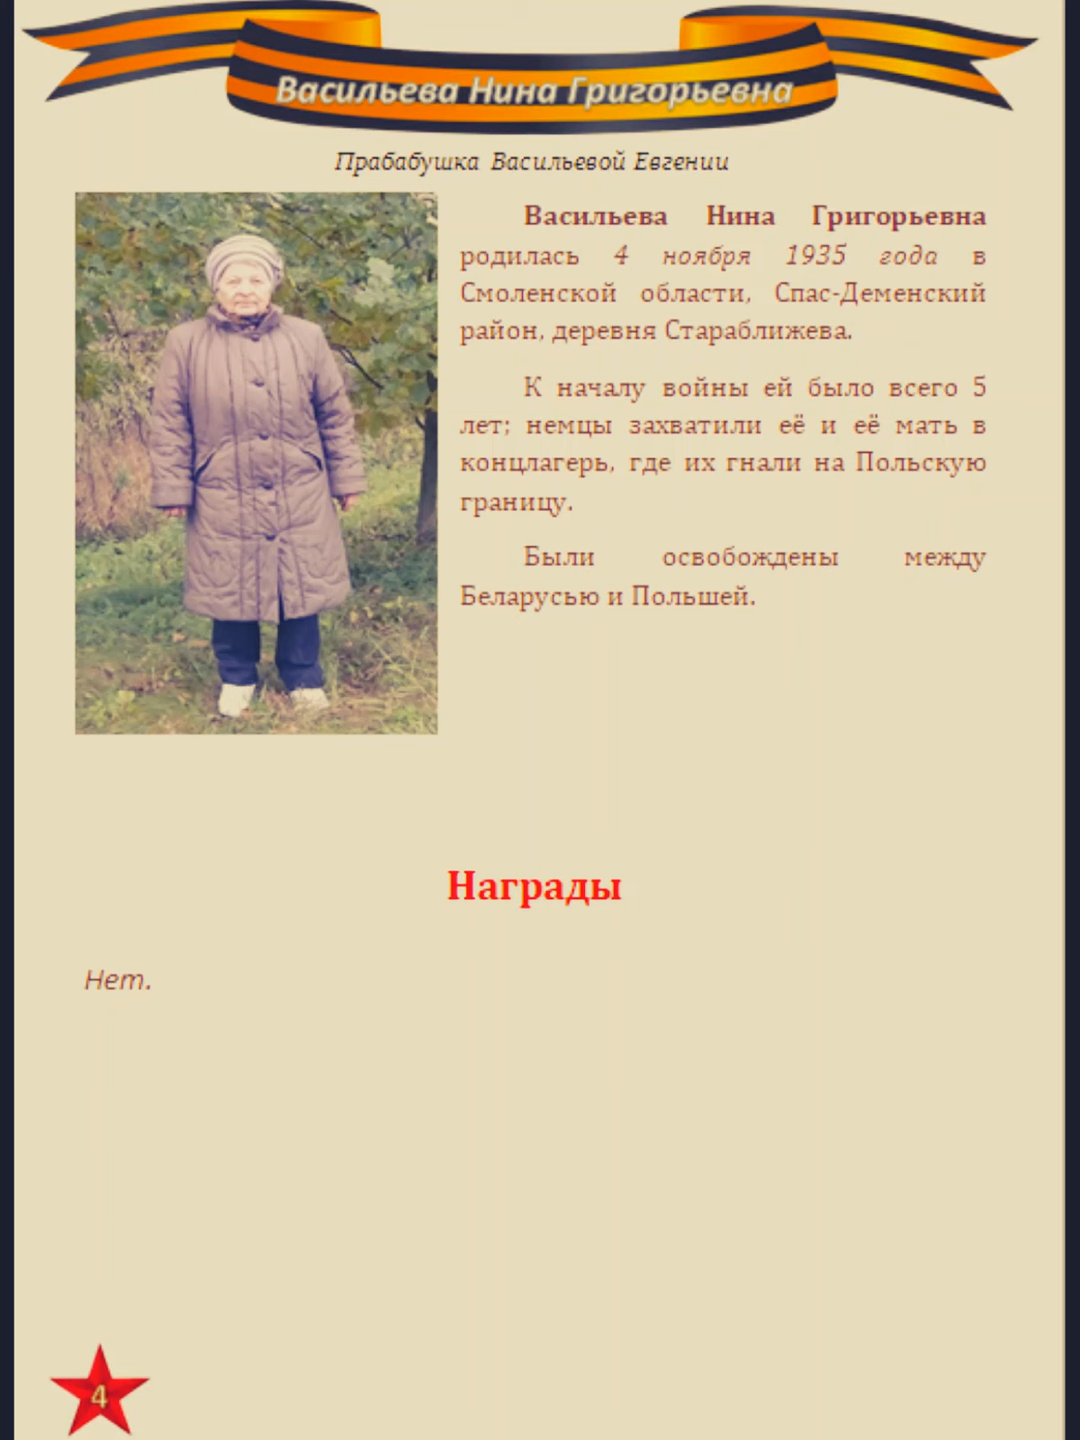 Васильева Нина Григорьевна
Прабабушка Васильевой Евгении
Васильева Нина Григорьевна
родилась 4 ноября 1935 года в
Смоленской области, Спас-Деменский
район, деревня Стараближева.
К началу войны ей было всего 5
лет; немцы захватили её и её мать в
концлагерь, где их гнали на Польскую
границу.
Были освобождены между
Беларусью и Польшей.
Награды
Нет.
4